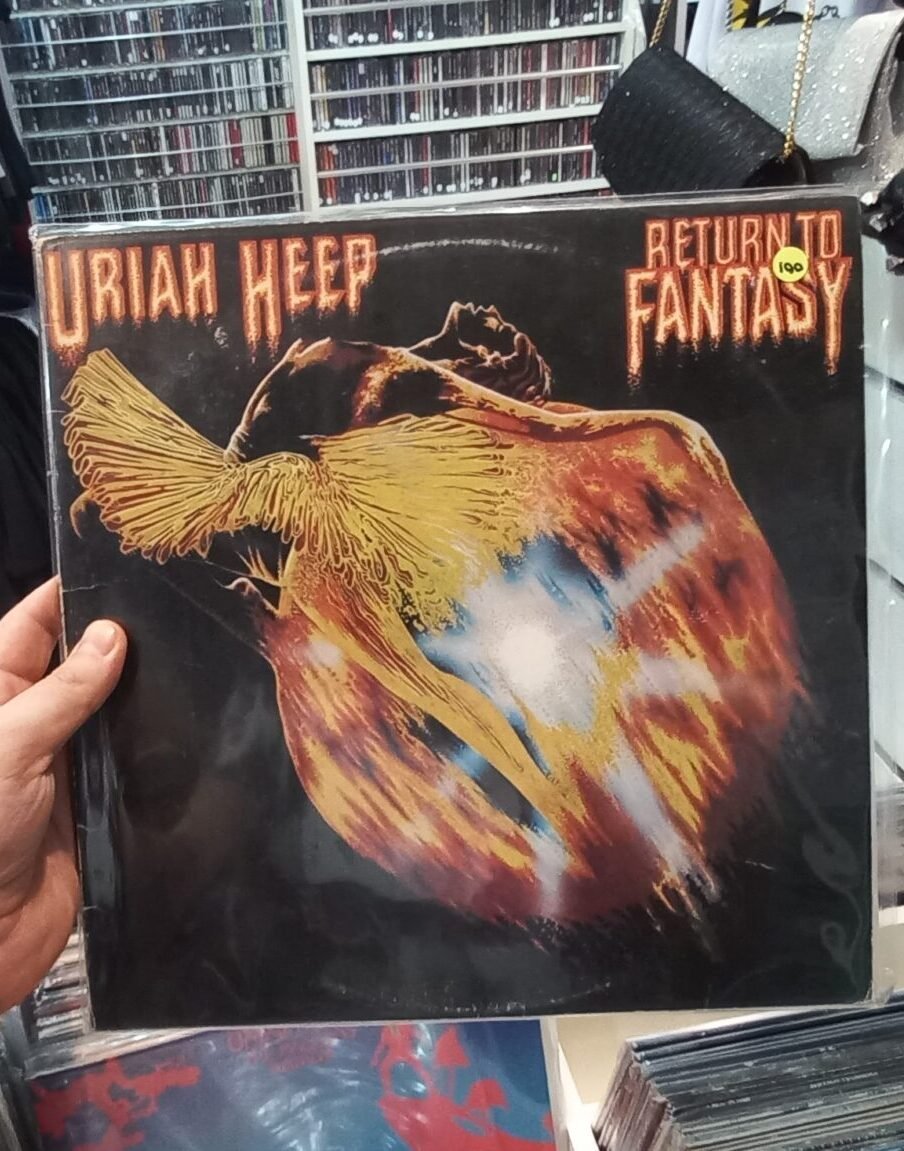 URIAH HEEP
RETURN TO
FANTASY
190